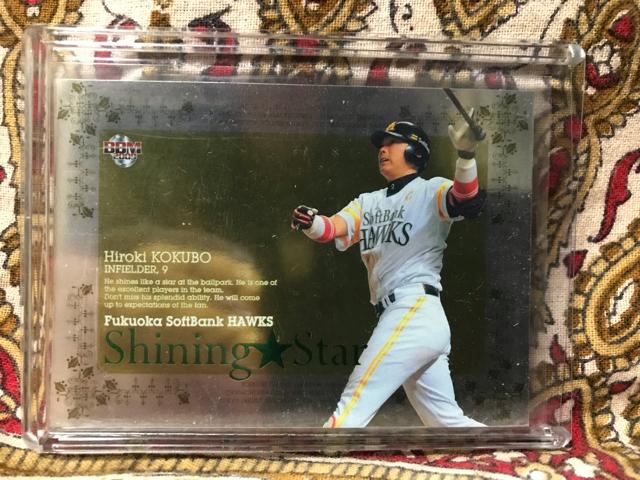 BBM
Hiroki KOKUBO
INFIELDER, 9
He shines like a star at the ballpark. He is one of
the excellent players in the team.
Don't miss his splendid ability. He will come
up to expectations of the fan.
Fukuoka SoftBank HAWKS
Shining★Star
SoftBank
HAWKS